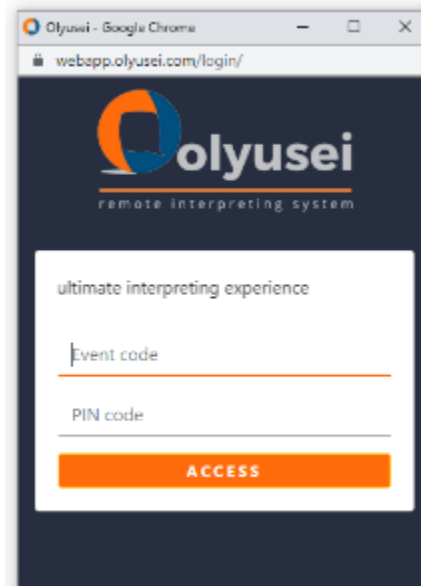 Olyusei - Google Chrome
webapp.olyusei.com/login/
olyusei
remote interpreting system
ultimate interpreting experience
Event code
PIN code
ACCESS